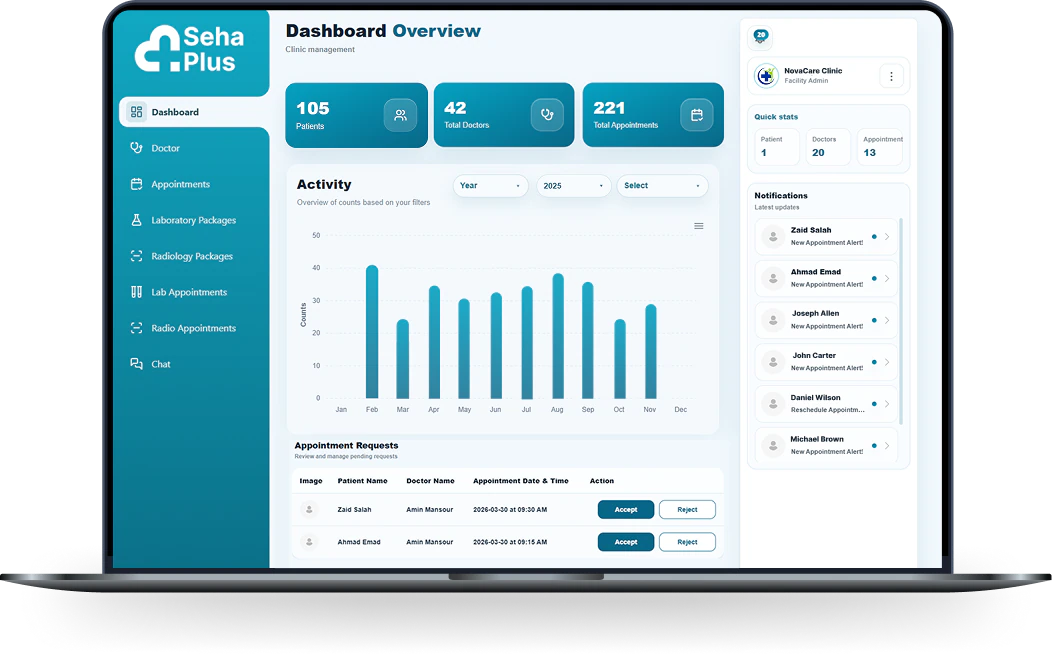 Seha
Plus
Dashboard
Doctor
Appointments
Laboratory Packages
Radiology Packages
Lab Appointments
Radio Appointments
Chat
Dashboard Overview
Clinic management
105
Patients
42
Total Doctors
221
Total Appointments
Activity
Overview of counts based on your filters
Year
2025
Select
50
40
30
20
10
0
Counts
Jan Feb Mar Apr May Jun Jul Aug Sep Oct Nov Dec
Appointment Requests
Review and manage pending requests
Image Patient Name Doctor Name Appointment Date & Time Action
Zaid Salah Amin Mansour 2026-03-30 at 09:30 AM Accept Reject
Ahmad Emad Amin Mansour 2026-03-30 at 09:15 AM Accept Reject
20
NovaCare Clinic
Facility Admin
Quick stats
Patient Doctors Appointment
1 20 13
Notifications
Latest updates
Zaid Salah
New Appointment Alert!
Ahmad Emad
New Appointment Alert!
Joseph Allen
New Appointment Alert!
John Carter
New Appointment Alert!
Daniel Wilson
Reschedule Appointm...
Michael Brown
New Appointment Alert!